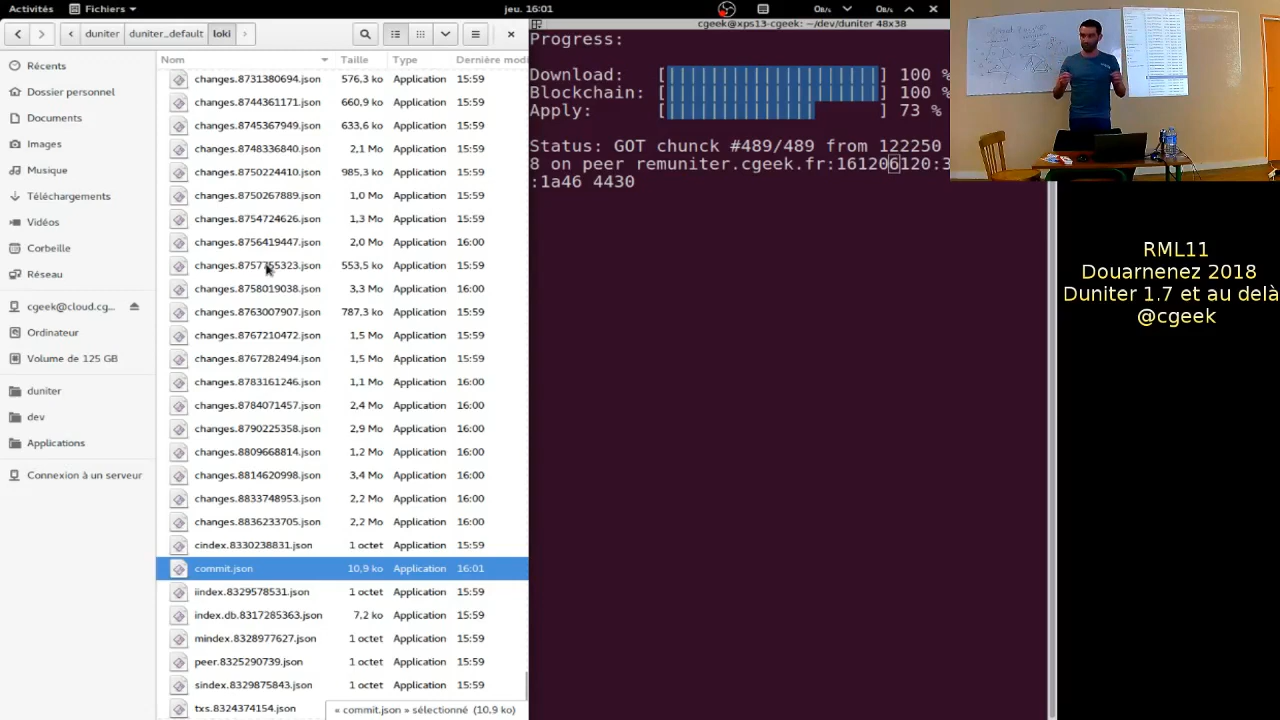 Activités
Fichiers
jeu. 16:01
0₈/s
0₈/s
duniter
duniter_default
loki
Récents
Dossier personnel
Documents
Images
Musique
Téléchargements
Vidéos
Corbeille
Réseau
cgeek@cloud.cg...
Ordinateur
Volume de 125 GB
duniter
dev
Applications
Connexion à un serveur
Nom Taille Type Dernière modi
changes.8731380694.json 576,3 ko Application 15:59
changes.8744361171.json 660,9 ko Application 15:59
changes.8745367949.json 633,6 ko Application 15:59
changes.8748336840.json 2,1 Mo Application 15:59
changes.8750224410.json 985,3 ko Application 15:59
changes.8750267889.json 1,0 Mo Application 15:59
changes.8754724626.json 1,3 Mo Application 15:59
changes.8756419447.json 2,0 Mo Application 16:00
changes.8757755323.json 553,5 ko Application 15:59
changes.8758019038.json 3,3 Mo Application 16:00
changes.8763007907.json 787,3 ko Application 15:59
changes.8767210472.json 1,5 Mo Application 15:59
changes.8767282494.json 1,5 Mo Application 15:59
changes.8783161246.json 1,1 Mo Application 16:00
changes.8784071457.json 2,4 Mo Application 16:00
changes.8790225358.json 2,9 Mo Application 16:00
changes.8809668814.json 1,2 Mo Application 16:00
changes.8814620998.json 3,4 Mo Application 16:00
changes.8833748953.json 2,2 Mo Application 16:00
changes.8836233705.json 2,2 Mo Application 16:00
cindex.8330238831.json 1 octet Application 15:59
commit.json 10,9 ko Application 16:01
iindex.8329578531.json 1 octet Application 15:59
index.db.8317285363.json 7,2 ko Application 15:59
mindex.8328977627.json 1 octet Application 15:59
peer.8325290739.json 1 octet Application 15:59
sindex.8329875843.json 1 octet Application 15:59
txs.8324374154.json
« commit.json » sélectionné (10,9 ko)
cgeek@xps13-cgeek: ~/dev/duniter 48x38
Progress:
Download: [||||||||||||||||||||] 100 %
Blockchain: [||||||||||||||||||||] 100 %
Apply: [|||||||||||||| ] 73 %
Status: GOT chunck #489/489 from 122250
8 on peer remuniter.cgeek.fr:161206120:3
:1a46 4430
RML11
Douarnenez 2018
Duniter 1.7 et au delà
@cgeek